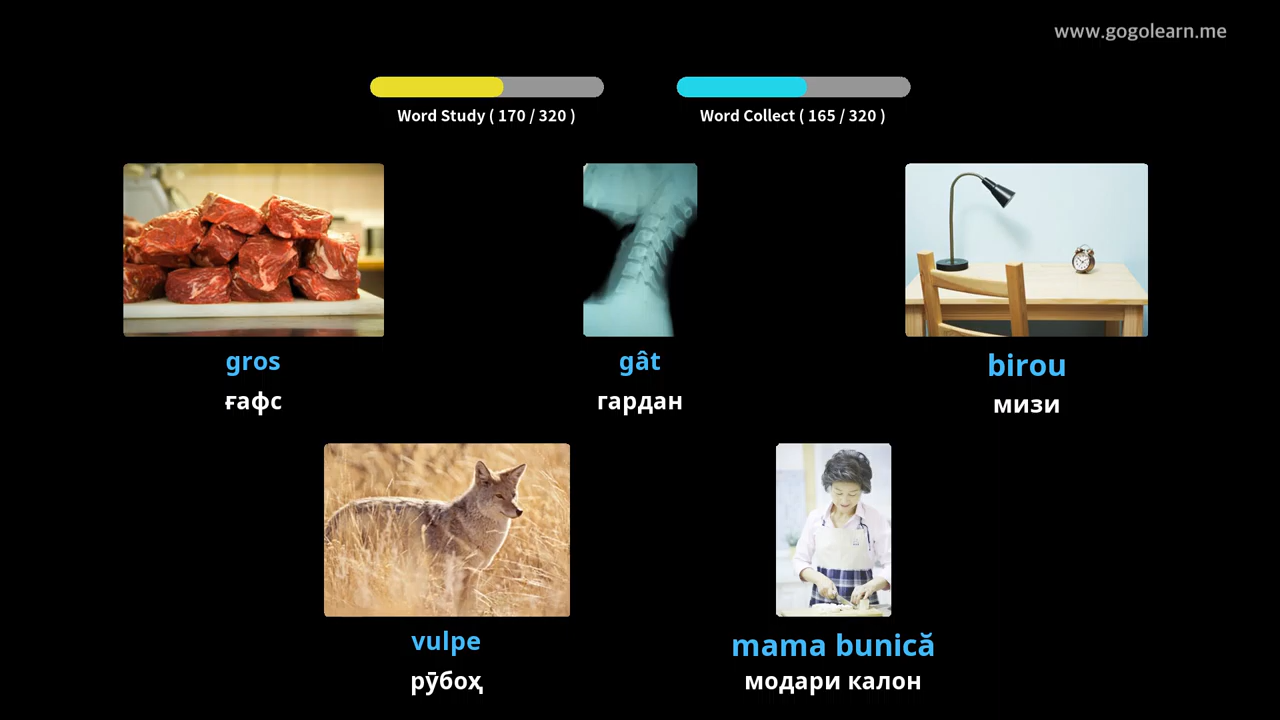 www.gogolearn.me
Word Study ( 170 / 320 )
Word Collect ( 165 / 320 )
gros
ғафс
gât
гардан
birou
мизи
vulpe
рӯбоҳ
mama bunică
модари калон